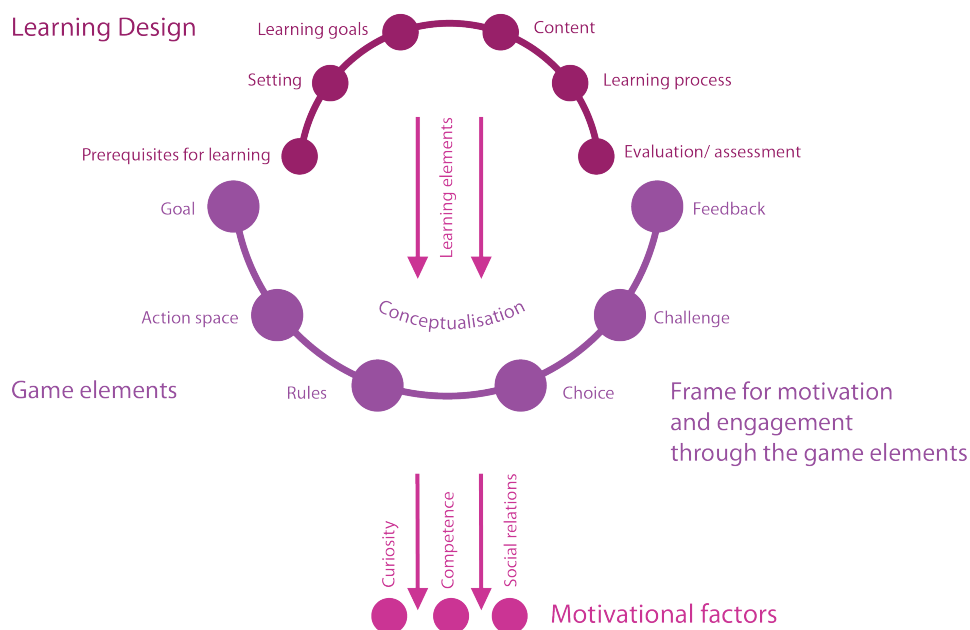 Learning Design
Learning goals
Content
Setting
Learning process
Prerequisites for learning
Evaluation/ assessment
Learning elements
Goal
Feedback
Conceptualisation
Action space
Challenge
Game elements
Rules
Choice
Frame for motivation
and engagement
through the game elements
Curiosity
Competence
Social relations
Motivational factors